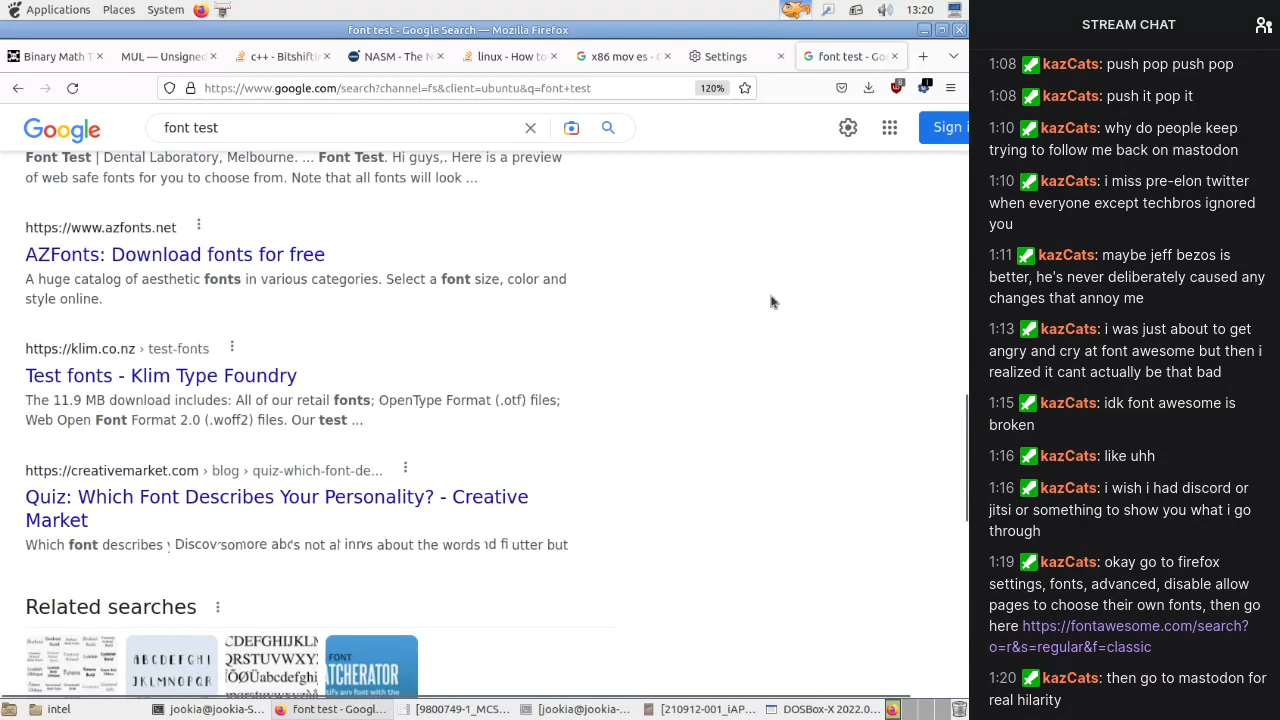 Applications Places System 13:20
font test - Google Search — Mozilla Firefox
Binary Math T
MUL — Unsigned
c++ - Bitshiftin
NASM - The N
linux - How to
x86 mov es - G
Settings
font test - Go
https://www.google.com/search?channel=fs&client=ubuntu&q=font+test
120%
Google
font test
Sign i
Font Test | Dental Laboratory, Melbourne. ... Font Test. Hi guys,. Here is a preview
of web safe fonts for you to choose from. Note that all fonts will look ...
https://www.azfonts.net
AZFonts: Download fonts for free
A huge catalog of aesthetic fonts in various categories. Select a font size, color and
style online.
https://klim.co.nz › test-fonts
Test fonts - Klim Type Foundry
The 11.9 MB download includes: All of our retail fonts; OpenType Format (.otf) files;
Web Open Font Format 2.0 (.woff2) files. Our test ...
https://creativemarket.com › blog › quiz-which-font-de...
Quiz: Which Font Describes Your Personality? - Creative
Market
Which font describes about the words utter but
Related searches
CDEFGHIJKL
QRSTUVWXYZ
abcdefghi
ABCDEFGHI
JKLMNOPQR
FONT
ATCHERATOR
jookia@jookia-S...
font test - Googl...
[9800749-1_MCS...
[jookia@jookia-...
[210912-001_iAP...
DOSBox-X 2022.0...
STREAM CHAT
1:08 kazCats: push pop push pop
1:08 kazCats: push it pop it
1:10 kazCats: why do people keep
trying to follow me back on mastodon
1:10 kazCats: i miss pre-elon twitter
when everyone except techbros ignored
you
1:11 kazCats: maybe jeff bezos is
better, he's never deliberately caused any
changes that annoy me
1:13 kazCats: i was just about to get
angry and cry at font awesome but then i
realized it cant actually be that bad
1:15 kazCats: idk font awesome is
broken
1:16 kazCats: like uhh
1:16 kazCats: i wish i had discord or
jitsi or something to show you what i go
through
1:19 kazCats: okay go to firefox
settings, fonts, advanced, disable allow
pages to choose their own fonts, then go
here https://fontawesome.com/search?
o=r&s=regular&f=classic
1:20 kazCats: then go to mastodon for
real hilarity